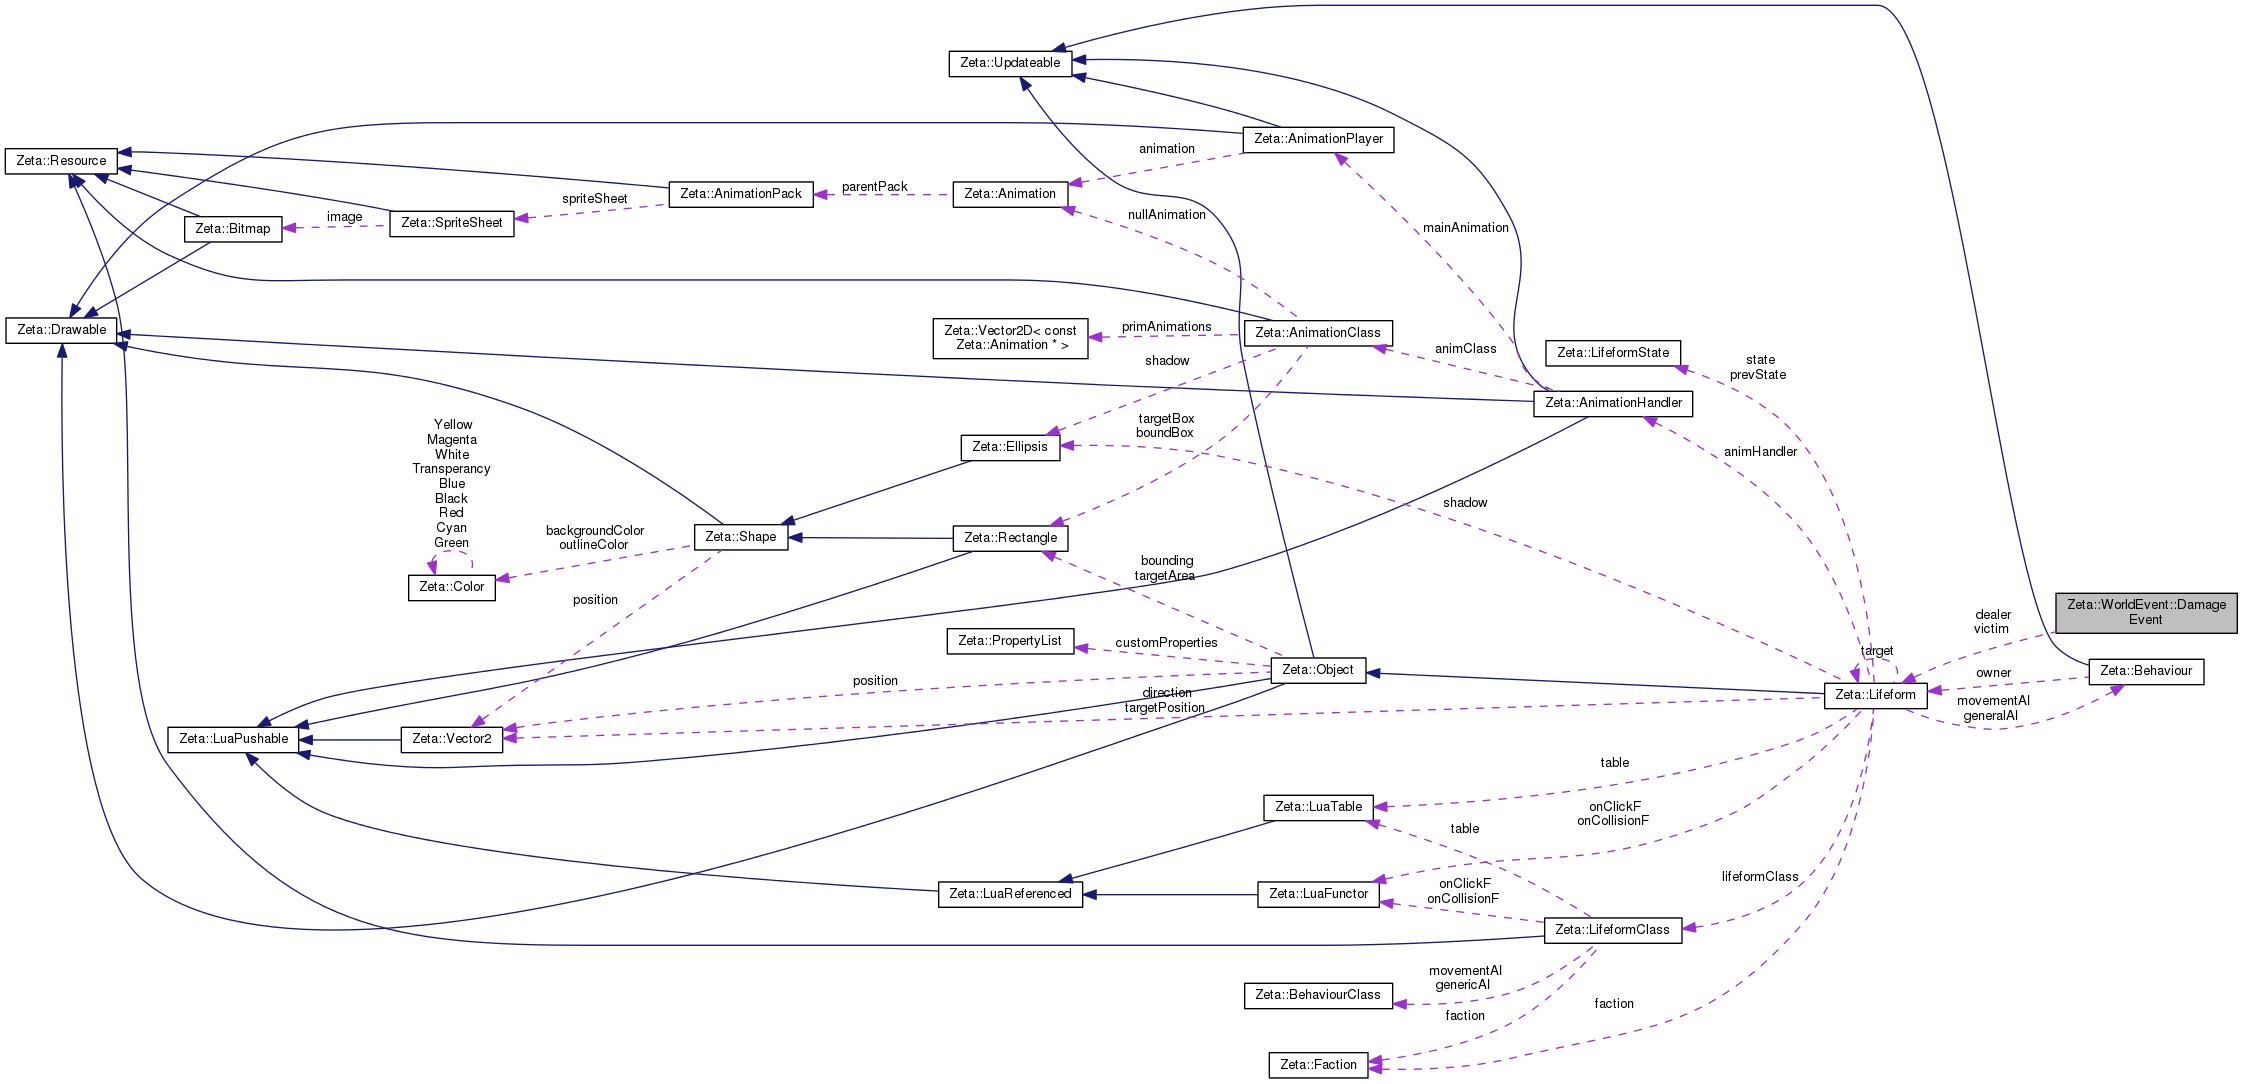 Zeta::Updateable
Zeta::AnimationPlayer
Zeta::Resource
animation
Zeta::AnimationPack
parentPack
Zeta::Animation
spriteSheet
image
Zeta::SpriteSheet
Zeta::Bitmap
nullAnimation
mainAnimation
Zeta::Drawable
Zeta::Vector2D< const
Zeta::Animation * >
primAnimations
Zeta::AnimationClass
shadow
animClass
Zeta::LifeformState
state
prevState
Zeta::AnimationHandler
Yellow
Magenta
White
Transperancy
Blue
Black
Red
Cyan
Green
Zeta::Color
Zeta::Ellipsis
targetBox
boundBox
animHandler
shadow
Zeta::Shape
backgroundColor
outlineColor
Zeta::Rectangle
bounding
targetArea
position
Zeta::PropertyList
customProperties
Zeta::Object
position
direction
targetPosition
Zeta::WorldEvent::Damage
Event
dealer
victim
target
Zeta::Lifeform
owner
movementAI
generalAI
Zeta::Behaviour
Zeta::LuaPushable
Zeta::Vector2
table
Zeta::LuaTable
onClickF
onCollisionF
table
Zeta::LuaReferenced
Zeta::LuaFunctor
onClickF
onCollisionF
lifeformClass
Zeta::LifeformClass
movementAI
genericAI
Zeta::BehaviourClass
faction
faction
Zeta::Faction